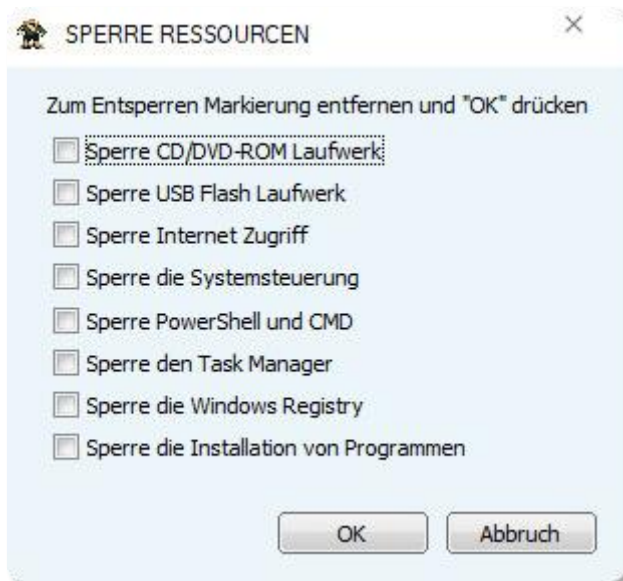 SPERRE RESSOURCEN
Zum Entsperren Markierung entfernen und "OK" drücken
Sperre CD/DVD-ROM Laufwerk
Sperre USB Flash Laufwerk
Sperre Internet Zugriff
Sperre die Systemsteuerung
Sperre PowerShell und CMD
Sperre den Task Manager
Sperre die Windows Registry
Sperre die Installation von Programmen
OK Abbruch